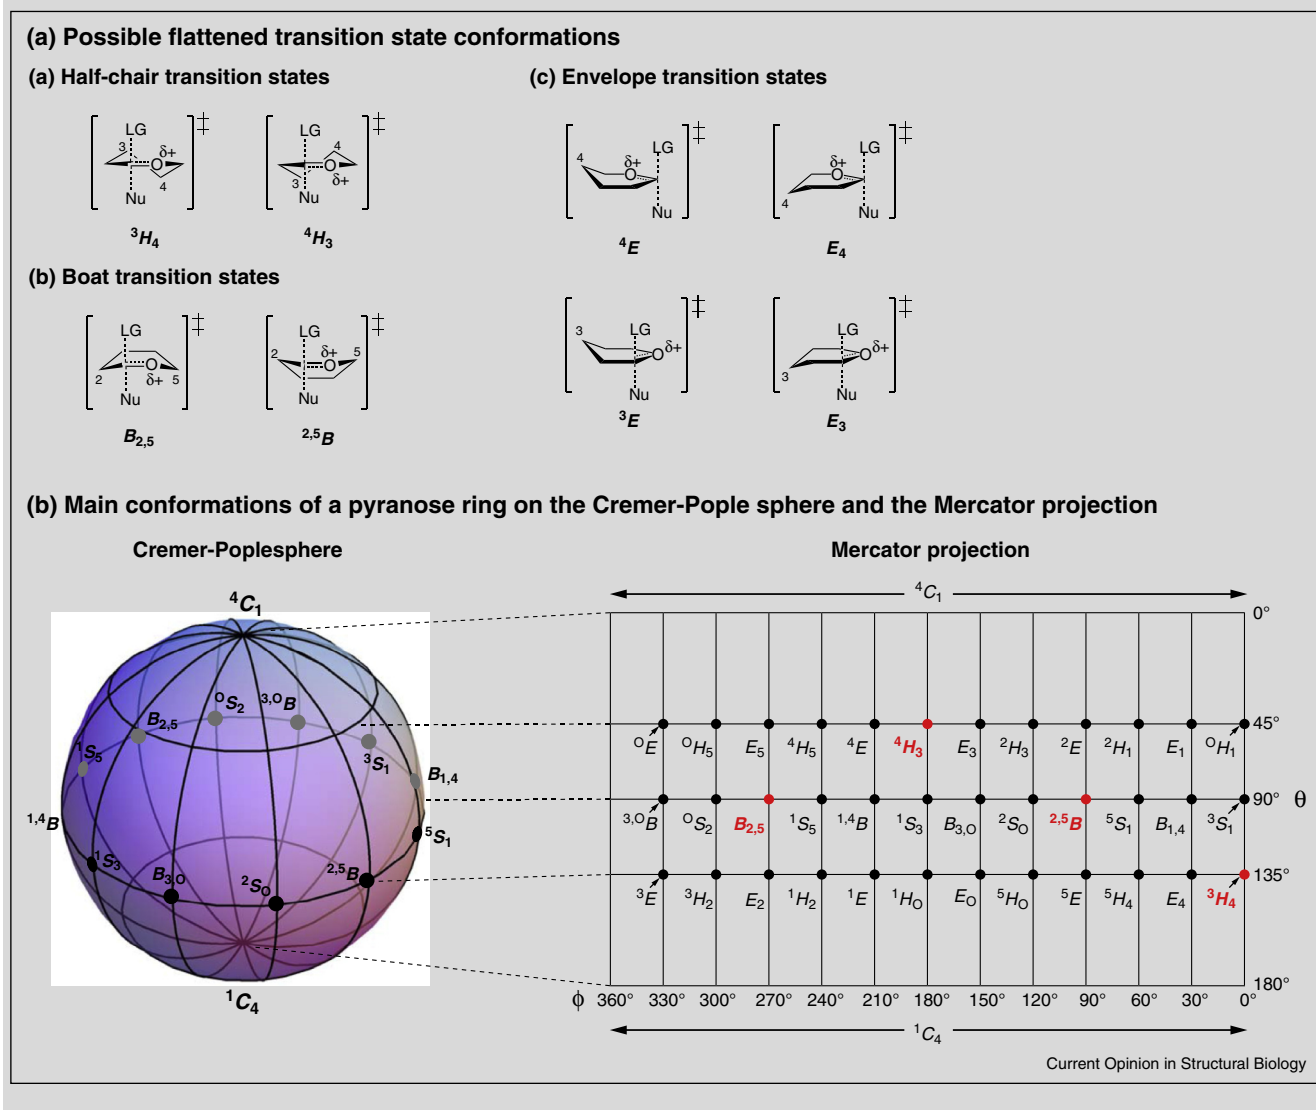 (a) Possible flattened transition state conformations
(a) Half-chair transition states
(c) Envelope transition states
LG
3
δ+
O
4
Nu
‡
³H₄
LG
4
O
3
δ+
Nu
‡
⁴H₃
4
δ+
O
LG
Nu
‡
⁴E
δ+
O
LG
4
Nu
‡
E₄
(b) Boat transition states
LG
O
2
δ+
5
Nu
‡
B₂,₅
LG
2
δ+
5
O
Nu
‡
²,⁵B
3
LG
O
δ+
Nu
‡
³E
LG
O
δ+
3
Nu
‡
E₃
(b) Main conformations of a pyranose ring on the Cremer-Pople sphere and the Mercator projection
Cremer-Poplesphere
⁴C₁
ᴼS₂
³,ᴼB
B₂,₅
¹S₅
³S₁
B₁,₄
¹,⁴B
⁵S₁
¹S₃
B₃,O
²SO
²,⁵B
¹C₄
Mercator projection
⁴C₁
0°
45°
ᴼE ᴼH₅ E₅ ⁴H₅ ⁴E ⁴H₃ E₃ ²H₃ ²E ²H₁ E₁ ᴼH₁
90° θ
³,ᴼB ᴼS₂ B₂,₅ ¹S₅ ¹,⁴B ¹S₃ B₃,O ²SO ²,⁵B ⁵S₁ B₁,₄ ³S₁
135°
³E ³H₂ E₂ ¹H₂ ¹E ¹HO EO ⁵HO ⁵E ⁵H₄ E₄ ³H₄
180°
ϕ 360° 330° 300° 270° 240° 210° 180° 150° 120° 90° 60° 30° 0°
¹C₄
Current Opinion in Structural Biology